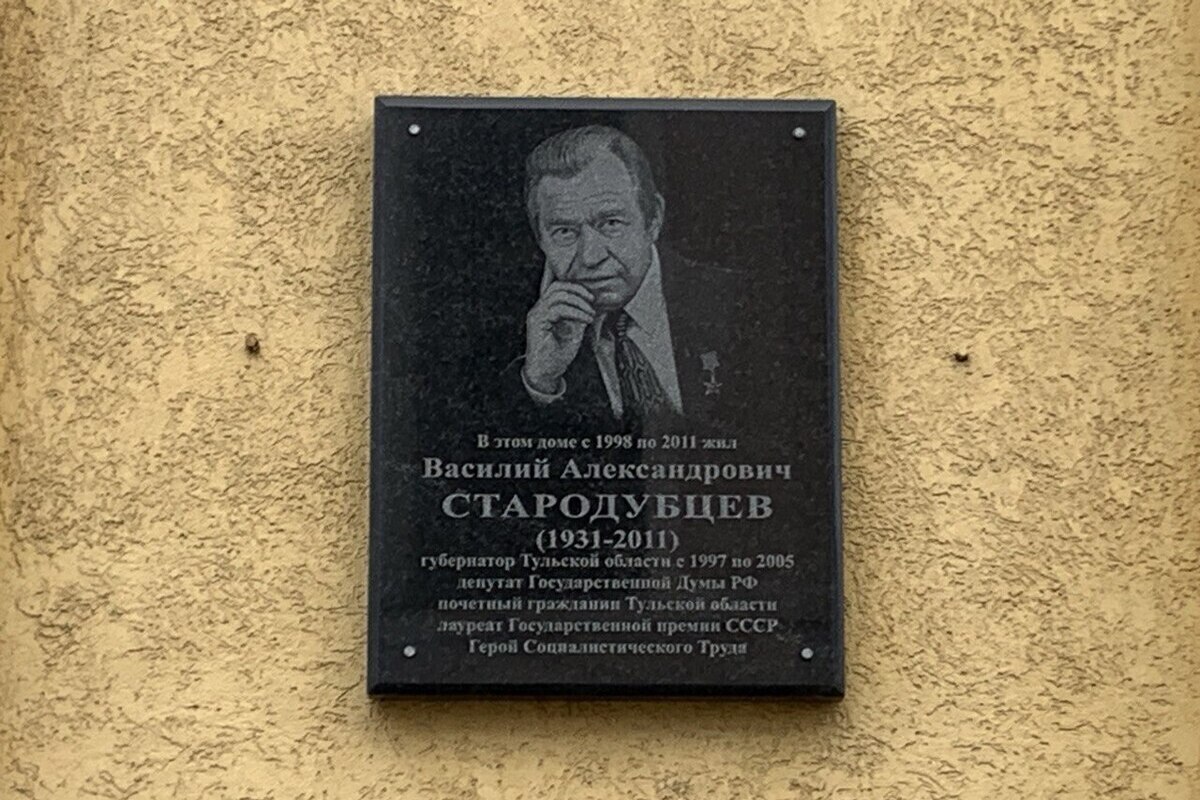 В этом доме с 1998 по 2011 жил
Василий Александрович
СТАРОДУБЦЕВ
(1931-2011)
губернатор Тульской области с 1997 по 2005
депутат Государственной Думы РФ
почетный гражданин Тульской области
лауреат Государственной премии СССР
Герой Социалистического Труда